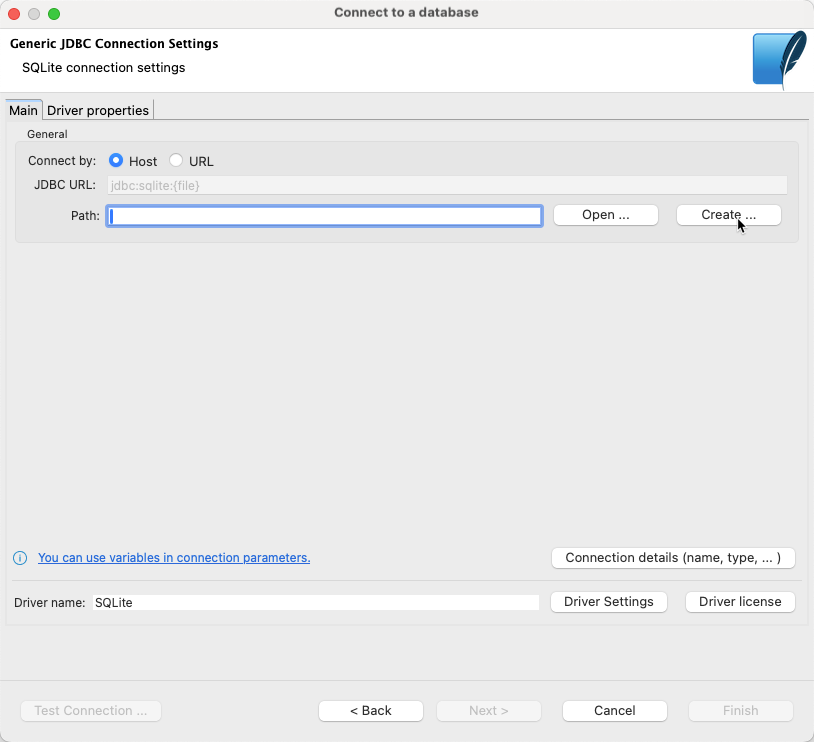 Connect to a database
Generic JDBC Connection Settings
SQLite connection settings
Main Driver properties
General
Connect by: Host URL
JDBC URL: jdbc:sqlite:{file}
Path: Open ... Create ...
You can use variables in connection parameters. Connection details (name, type, ... )
Driver name: SQLite Driver Settings Driver license
Test Connection ... < Back Next > Cancel Finish